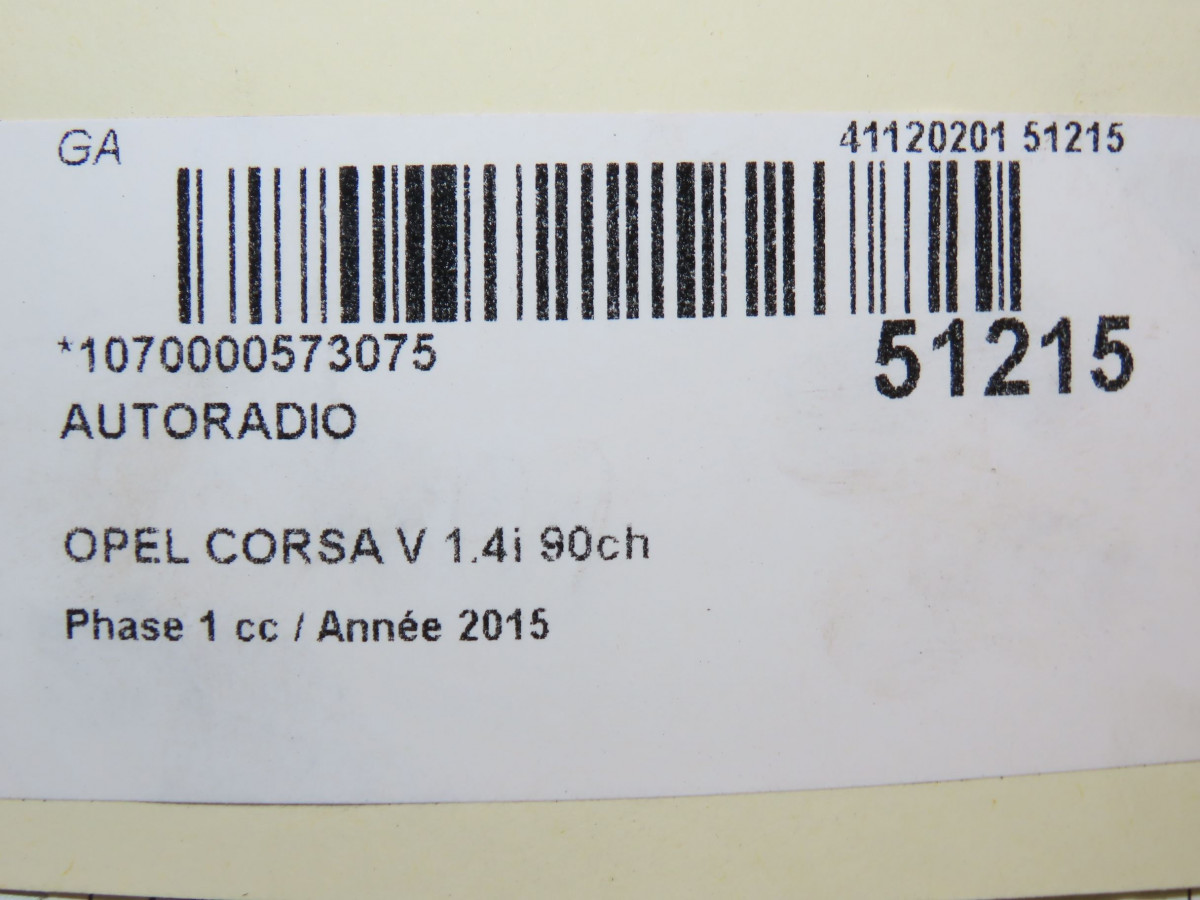 GA 41120201 51215
*1070000573075
51215
AUTORADIO
OPEL CORSA V 1.4i 90ch
Phase 1 cc / Année 2015